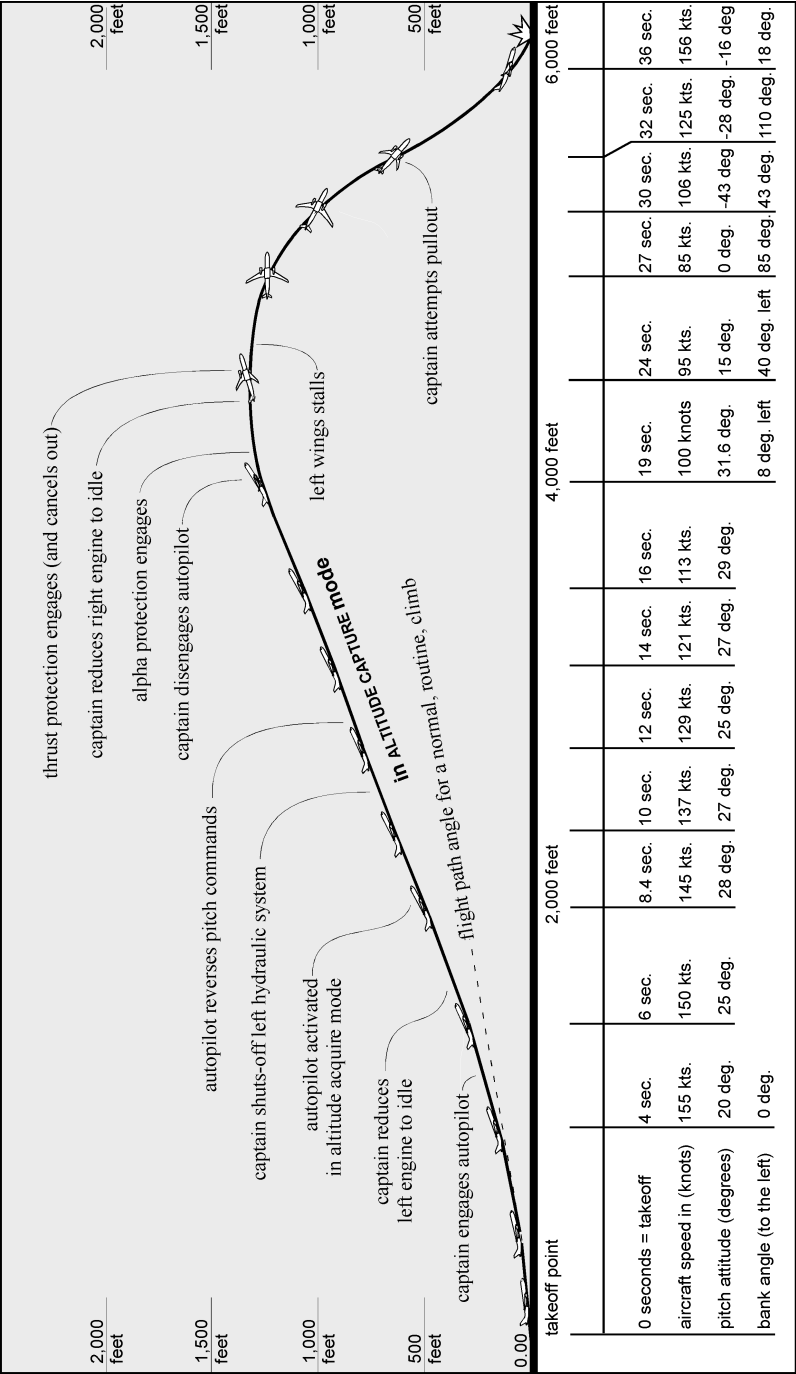 2,000
feet
2,000
feet
1,500
feet
1,500
feet
1,000
feet
1,000
feet
500
feet
500
feet
0.00
thrust protection engages (and cancels out)
captain reduces right engine to idle
alpha protection engages
captain disengages autopilot
autopilot reverses pitch commands
captain shuts-off left hydraulic system
autopilot activated
in altitude acquire mode
captain reduces
left engine to idle
captain engages autopilot
left wings stalls
captain attempts pullout
in ALTITUDE CAPTURE mode
flight path angle for a normal, routine, climb
takeoff point 2,000 feet 4,000 feet 6,000 feet
0 seconds = takeoff 4 sec. 6 sec. 8.4 sec. 10 sec. 12 sec. 14 sec. 16 sec. 19 sec. 24 sec. 27 sec. 30 sec. 32 sec. 36 sec.
aircraft speed in (knots) 155 kts. 150 kts. 145 kts. 137 kts. 129 kts. 121 kts. 113 kts. 100 knots 95 kts. 85 kts. 106 kts. 125 kts. 156 kts.
pitch attitude (degrees) 20 deg. 25 deg. 28 deg. 27 deg. 25 deg. 27 deg. 29 deg. 31.6 deg. 15 deg. 0 deg. -43 deg -28 deg. -16 deg
bank angle (to the left) 0 deg. 8 deg. left 40 deg. left 85 deg. 43 deg. 110 deg. 18 deg.